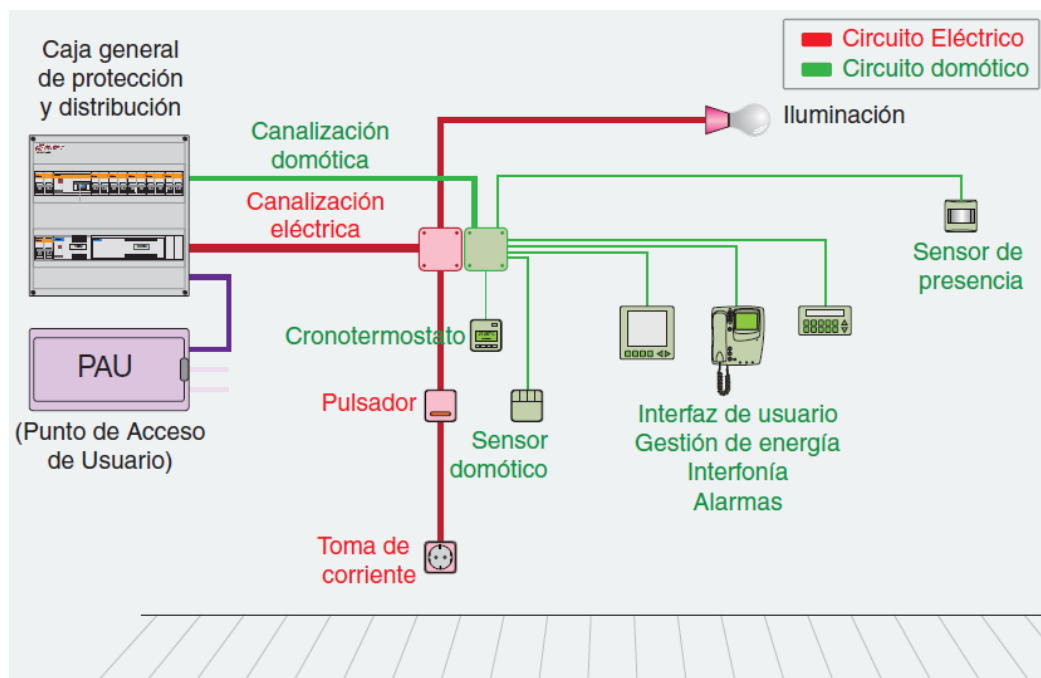 Caja general
de protección
y distribución
Circuito Eléctrico
Circuito domótico
Iluminación
Canalización
domótica
Canalización
eléctrica
Sensor de
presencia
Cronotermostato
PAU
(Punto de Acceso
de Usuario)
Pulsador
Sensor
domótico
Interfaz de usuario
Gestión de energía
Interfonía
Alarmas
Toma de
corriente